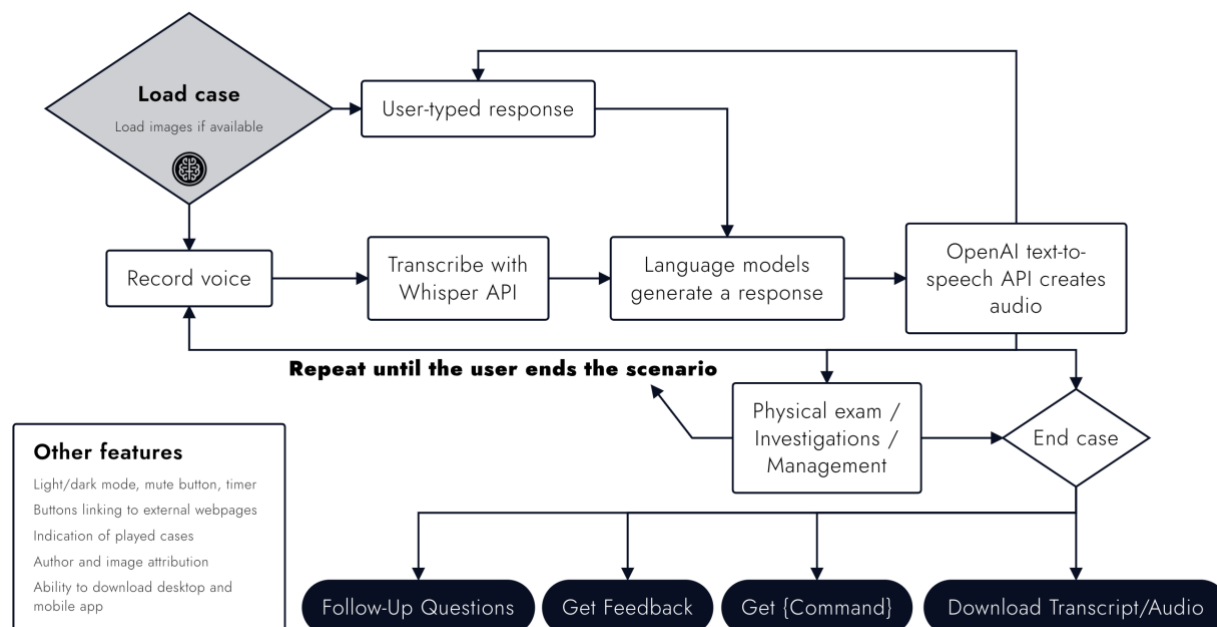 Load case
Load images if available
User-typed response
Record voice
Transcribe with
Whisper API
Language models
generate a response
OpenAI text-to-
speech API creates
audio
Repeat until the user ends the scenario
Physical exam /
Investigations /
Management
End case
Other features
Light/dark mode, mute button, timer
Buttons linking to external webpages
Indication of played cases
Author and image attribution
Ability to download desktop and
mobile app
Follow-Up Questions
Get Feedback
Get {Command}
Download Transcript/Audio